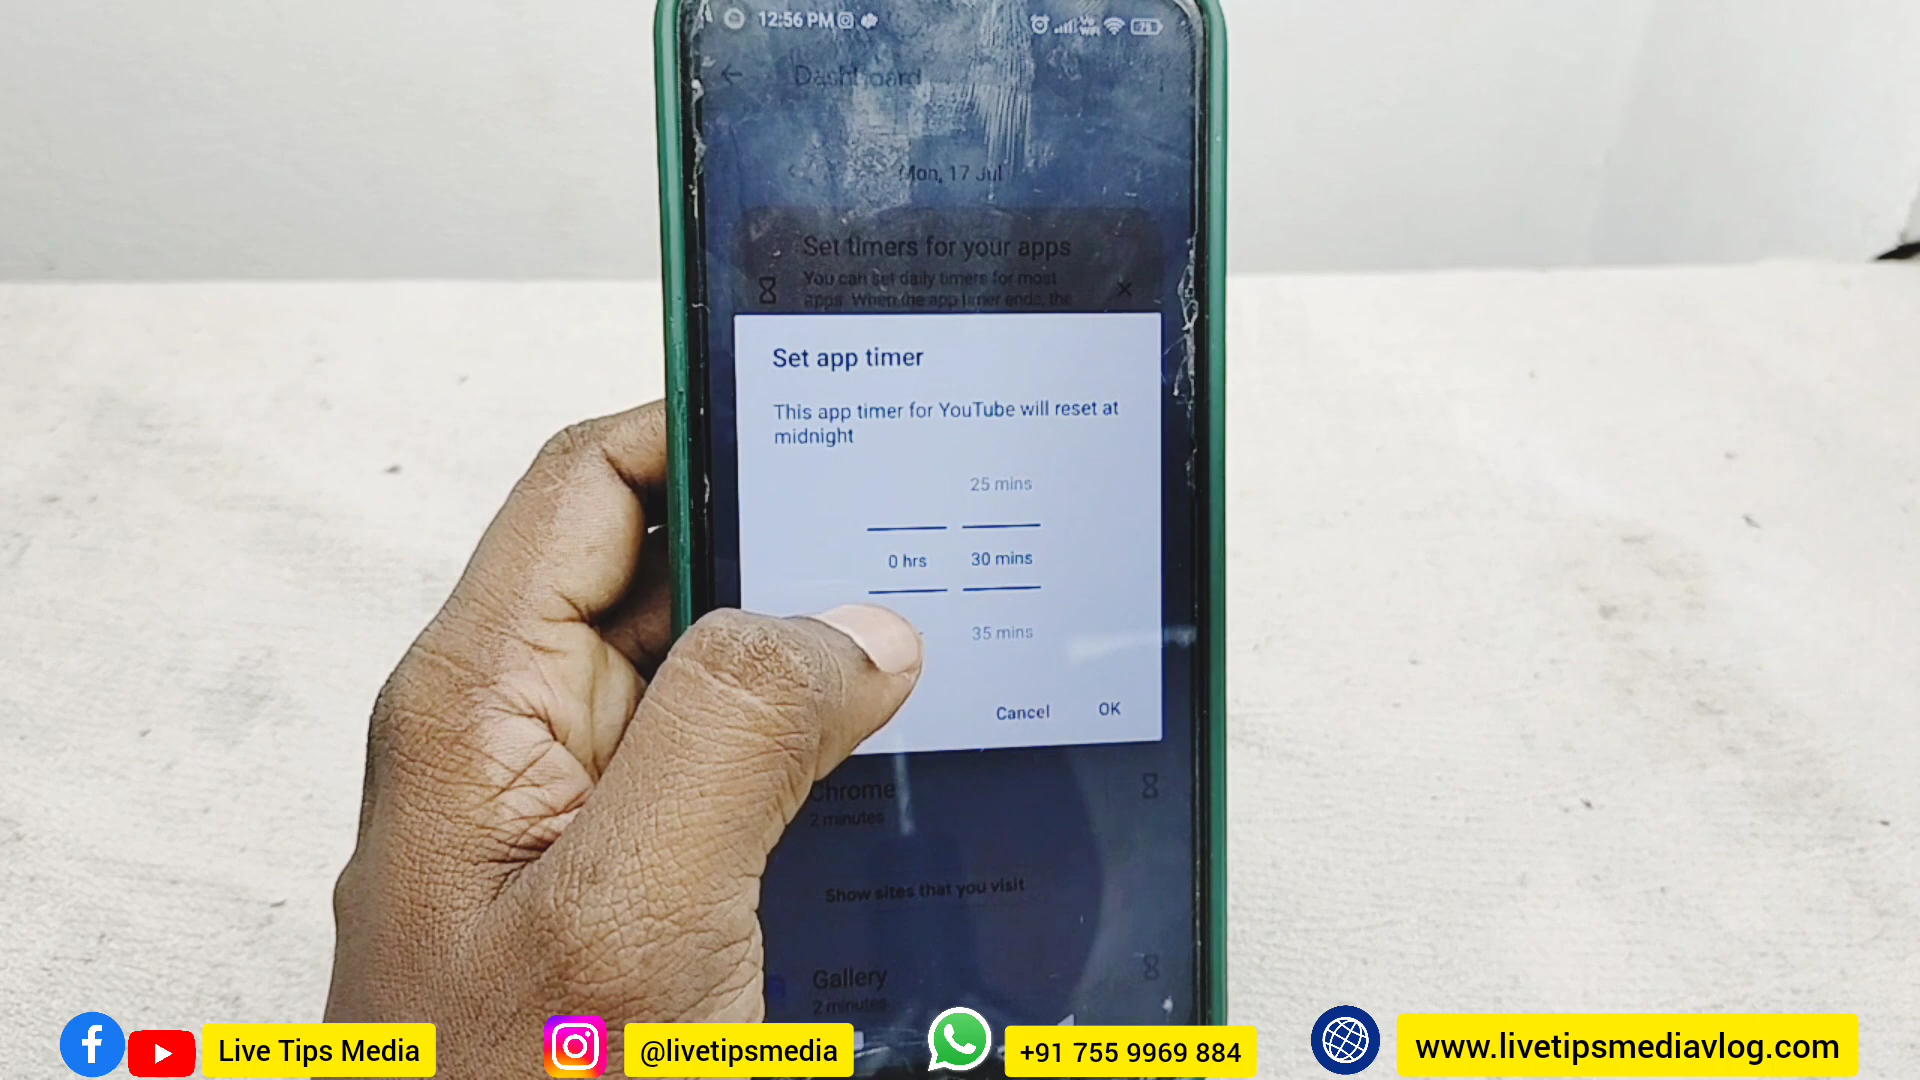 12:56 PM
Dashboard
Mon, 17 Jul
Set timers for your apps
You can set daily timers for most
apps. When the app timer ends, the
Set app timer
This app timer for YouTube will reset at
midnight
25 mins
0 hrs 30 mins
35 mins
Cancel OK
Chrome
2 minutes
Show sites that you visit
Gallery
2 minutes
Live Tips Media @livetipsmedia +91 755 9969 884 www.livetipsmediavlog.com